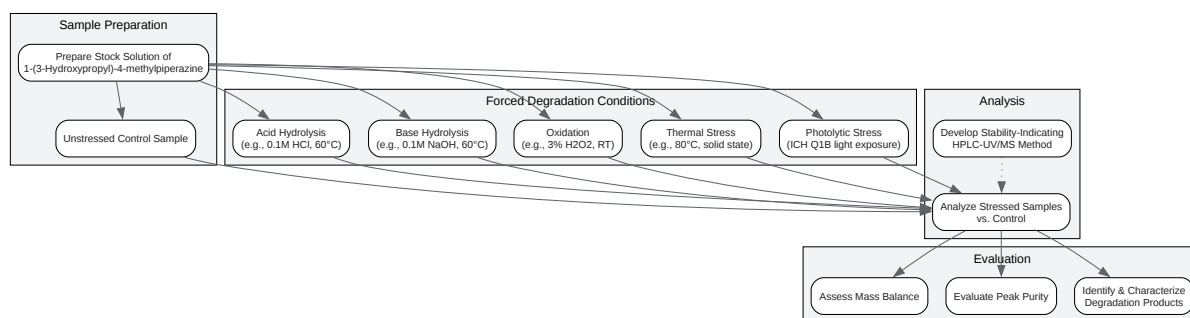 Sample Preparation
Prepare Stock Solution of
1-(3-Hydroxypropyl)-4-methylpiperazine
Unstressed Control Sample
Forced Degradation Conditions
Acid Hydrolysis
(e.g., 0.1M HCl, 60°C)
Base Hydrolysis
(e.g., 0.1M NaOH, 60°C)
Oxidation
(e.g., 3% H2O2, RT)
Thermal Stress
(e.g., 80°C, solid state)
Photolytic Stress
(ICH Q1B light exposure)
Analysis
Develop Stability-Indicating
HPLC-UV/MS Method
Analyze Stressed Samples
vs. Control
Evaluation
Assess Mass Balance
Evaluate Peak Purity
Identify & Characterize
Degradation Products